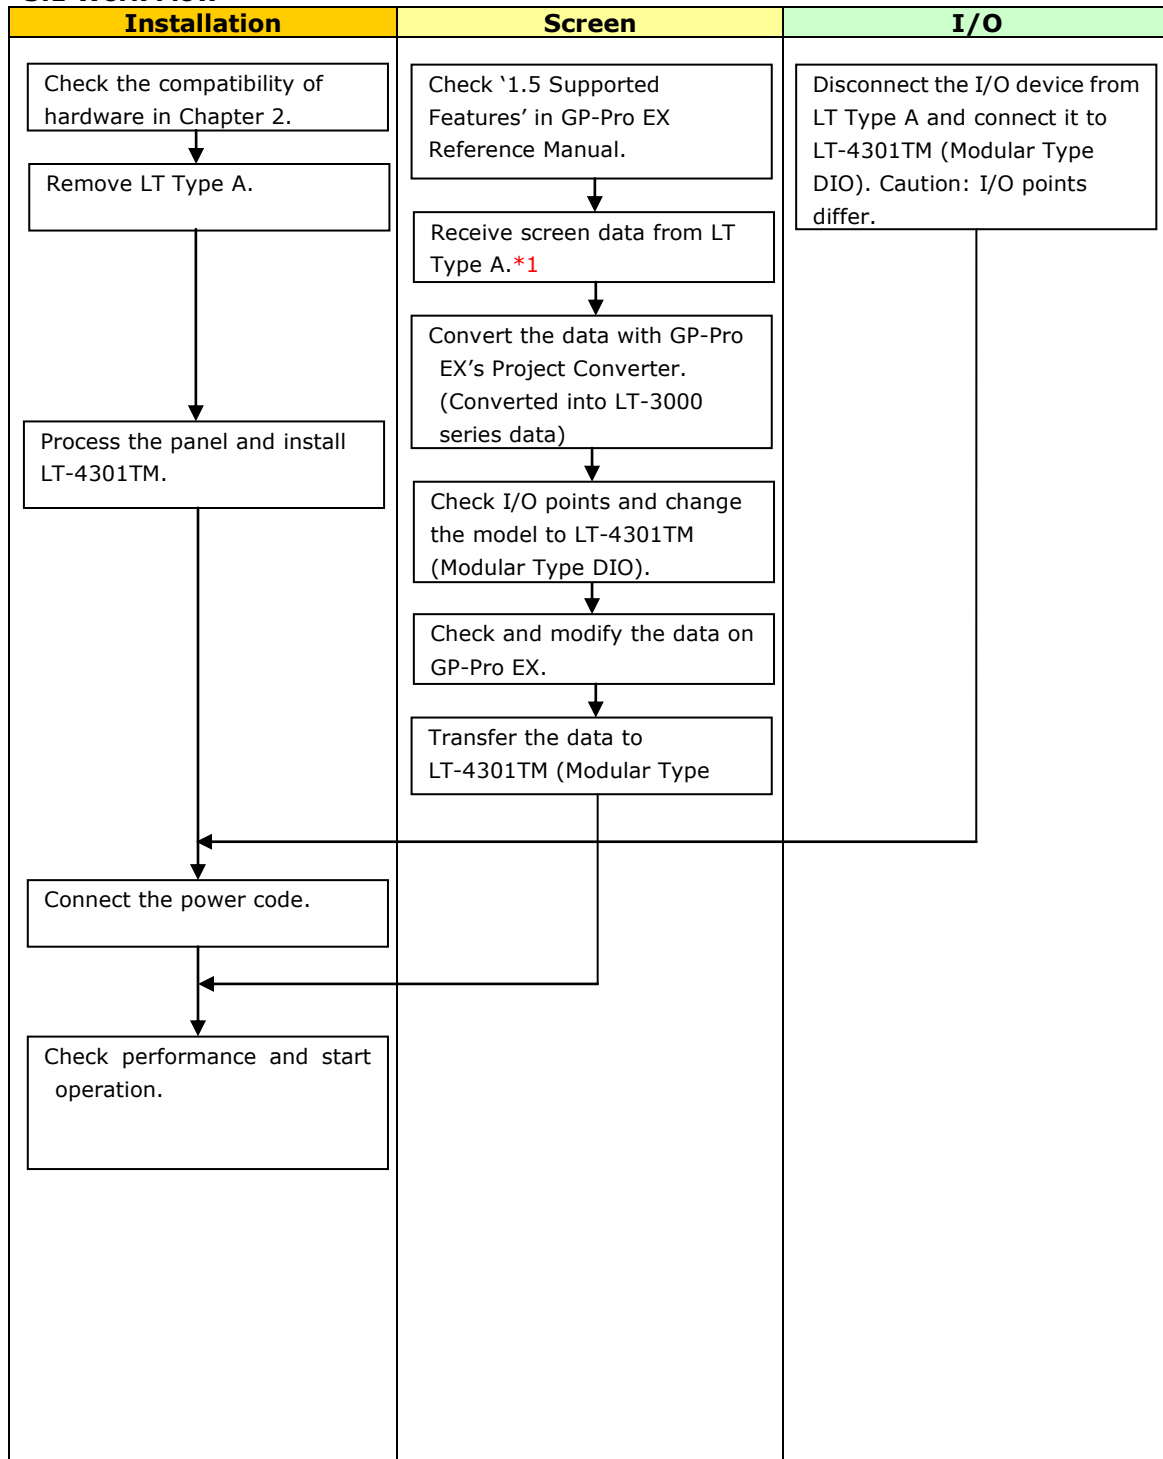 Installation
Screen
I/O
Check the compatibility of
hardware in Chapter 2.
Remove LT Type A.
Process the panel and install
LT-4301TM.
Connect the power code.
Check performance and start
operation.
Check ‘1.5 Supported
Features’ in GP-Pro EX
Reference Manual.
Receive screen data from LT
Type A.*1
Convert the data with GP-Pro
EX’s Project Converter.
(Converted into LT-3000
series data)
Check I/O points and change
the model to LT-4301TM
(Modular Type DIO).
Check and modify the data on
GP-Pro EX.
Transfer the data to
LT-4301TM (Modular Type
Disconnect the I/O device from
LT Type A and connect it to
LT-4301TM (Modular Type
DIO). Caution: I/O points
differ.